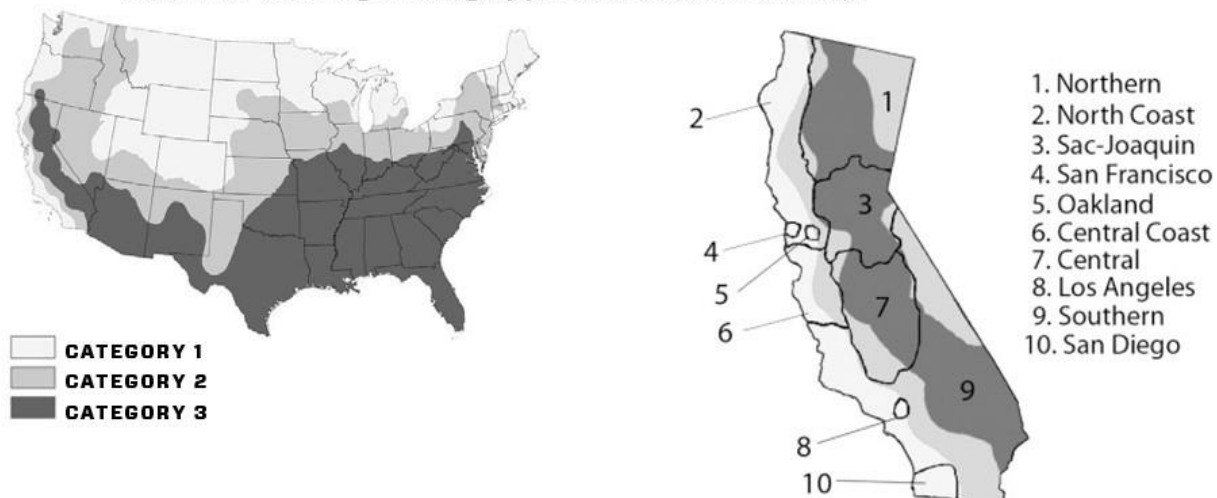 CATEGORY 1
CATEGORY 2
CATEGORY 3
1
2
3
4
5
6
7
8
9
10
1. Northern
2. North Coast
3. Sac-Joaquin
4. San Francisco
5. Oakland
6. Central Coast
7. Central
8. Los Angeles
9. Southern
10. San Diego